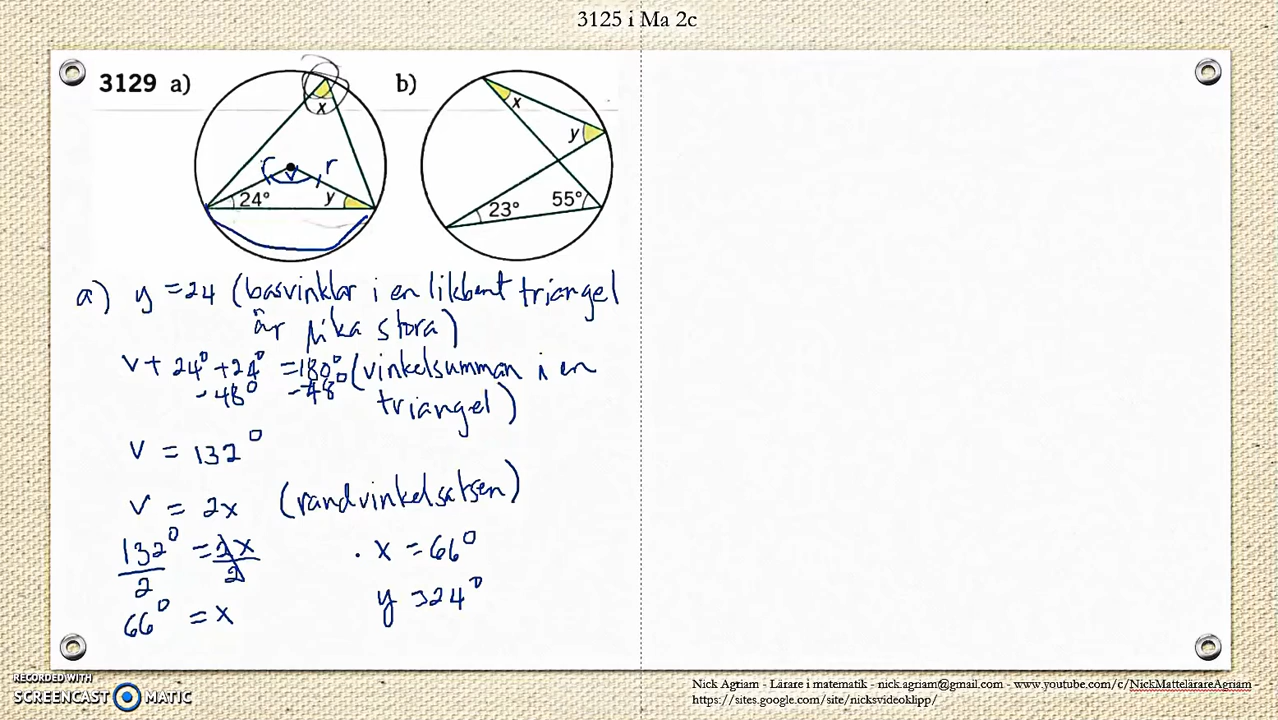 3125 i Ma 2c
3129 a)
b)
x
x
y
r
r
v
24°
y
23°
55°
a) y = 24 (basvinklar i en likbent triangel
är lika stora)
v + 24° + 24° = 180° (vinkelsumman i en
- 48° - 48° triangel)
v = 132°
v = 2x (randvinkelsatsen)
132° = 2x
2 2
66° = x
x = 66°
y = 24°
RECORDED WITH
SCREENCAST MATIC
Nick Agriam - Lärare i matematik - nick.agriam@gmail.com - www.youtube.com/c/NickMattelärareAgriam
https://sites.google.com/site/nicksvideoklipp/